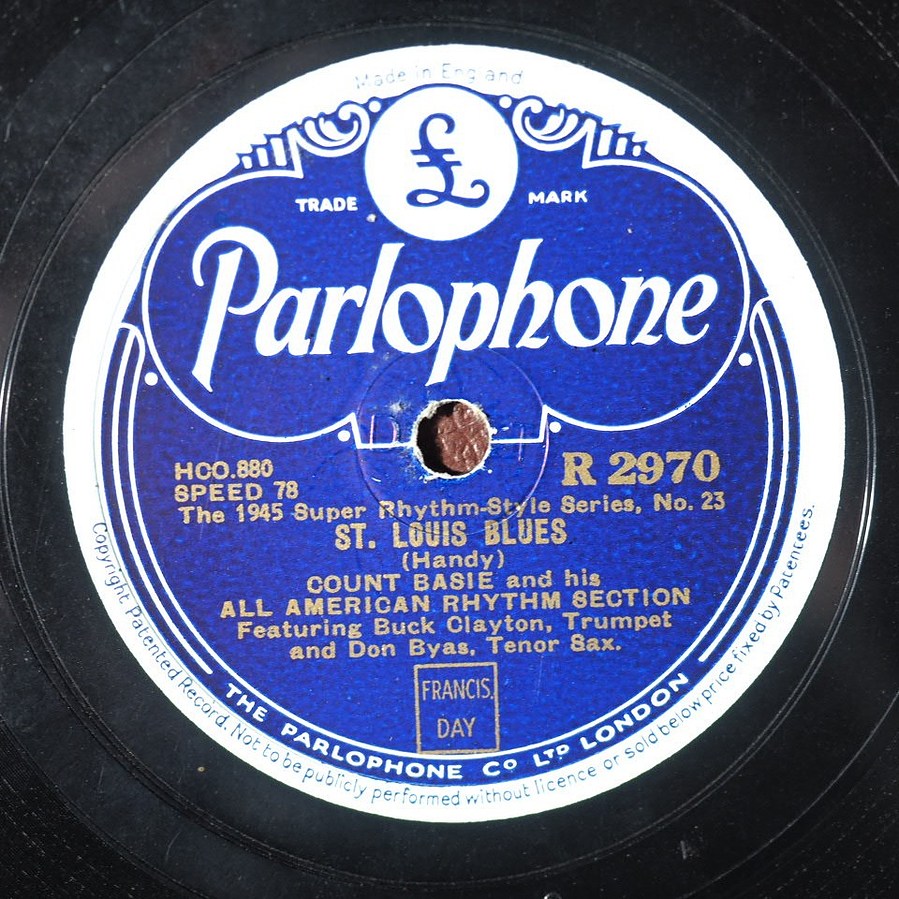 Made in England
£
TRADE MARK
Parlophone
HCO.880
R 2970
SPEED 78
The 1945 Super Rhythm-Style Series, No. 23
ST. LOUIS BLUES
(Handy)
COUNT BASIE and his
ALL AMERICAN RHYTHM SECTION
Featuring Buck Clayton, Trumpet
and Don Byas, Tenor Sax.
FRANCIS.
DAY
THE PARLOPHONE Co LTD LONDON
Copyright Patented Record. Not to be publicly performed without licence or sold below price fixed by Patentees.